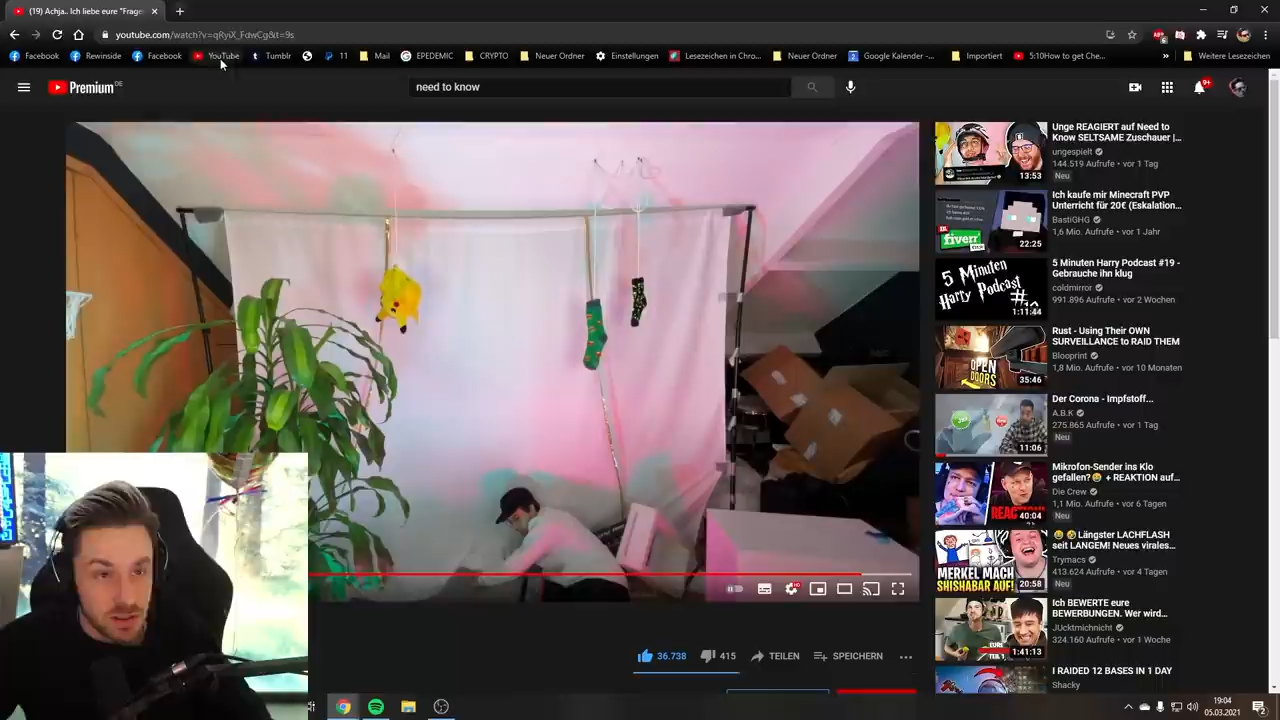 (19) Achja.. Ich liebe eure "Frage
youtube.com/watch?v=qRyiX_FdwCg&t=9s
Facebook
Rewinside
Facebook
YouTube
Tumblr
11
Mail
EPEDEMIC
CRYPTO
Neuer Ordner
Einstellungen
Lesezeichen in Chro...
Neuer Ordner
Google Kalender -...
Importiert
5:10How to get Che...
»
Weitere Lesezeichen
Premium DE
need to know
9+
Unge REAGIERT auf Need to
Know SELTSAME Zuschauer |...
ungespielt
144.519 Aufrufe • vor 1 Tag
Neu
13:53
Ich kaufe mir Minecraft PVP
Unterricht für 20€ (Eskalation...
BastiGHG
1,6 Mio. Aufrufe • vor 1 Jahr
fiverr
22:25
5 Minuten Harry Podcast #19 -
Gebrauche ihn klug
coldmirror
991.896 Aufrufe • vor 2 Wochen
5 Minuten
Harry Podcast
1:11:44
Rust - Using Their OWN
SURVEILLANCE to RAID THEM
Blooprint
1,8 Mio. Aufrufe • vor 10 Monaten
OPEN
DOORS
35:46
Der Corona - Impfstoff...
A.B.K
275.865 Aufrufe • vor 1 Tag
Neu
11:06
Mikrofon-Sender ins Klo
gefallen?😂 + REAKTION auf...
Die Crew
1,1 Mio. Aufrufe • vor 6 Tagen
Neu
40:04
😂 🤣Längster LACHFLASH
seit LANGEM! Neues virales...
Trymacs
413.624 Aufrufe • vor 4 Tagen
Neu
MERKEL MACH
SHISHABAR AUF!
20:58
Ich BEWERTE eure
BEWERBUNGEN. Wer wird...
JUcktmichnicht
324.160 Aufrufe • vor 1 Woche
1:41:13
I RAIDED 12 BASES IN 1 DAY
Shacky
HD
36.738
415
TEILEN
SPEICHERN
19:04
05.03.2021
2